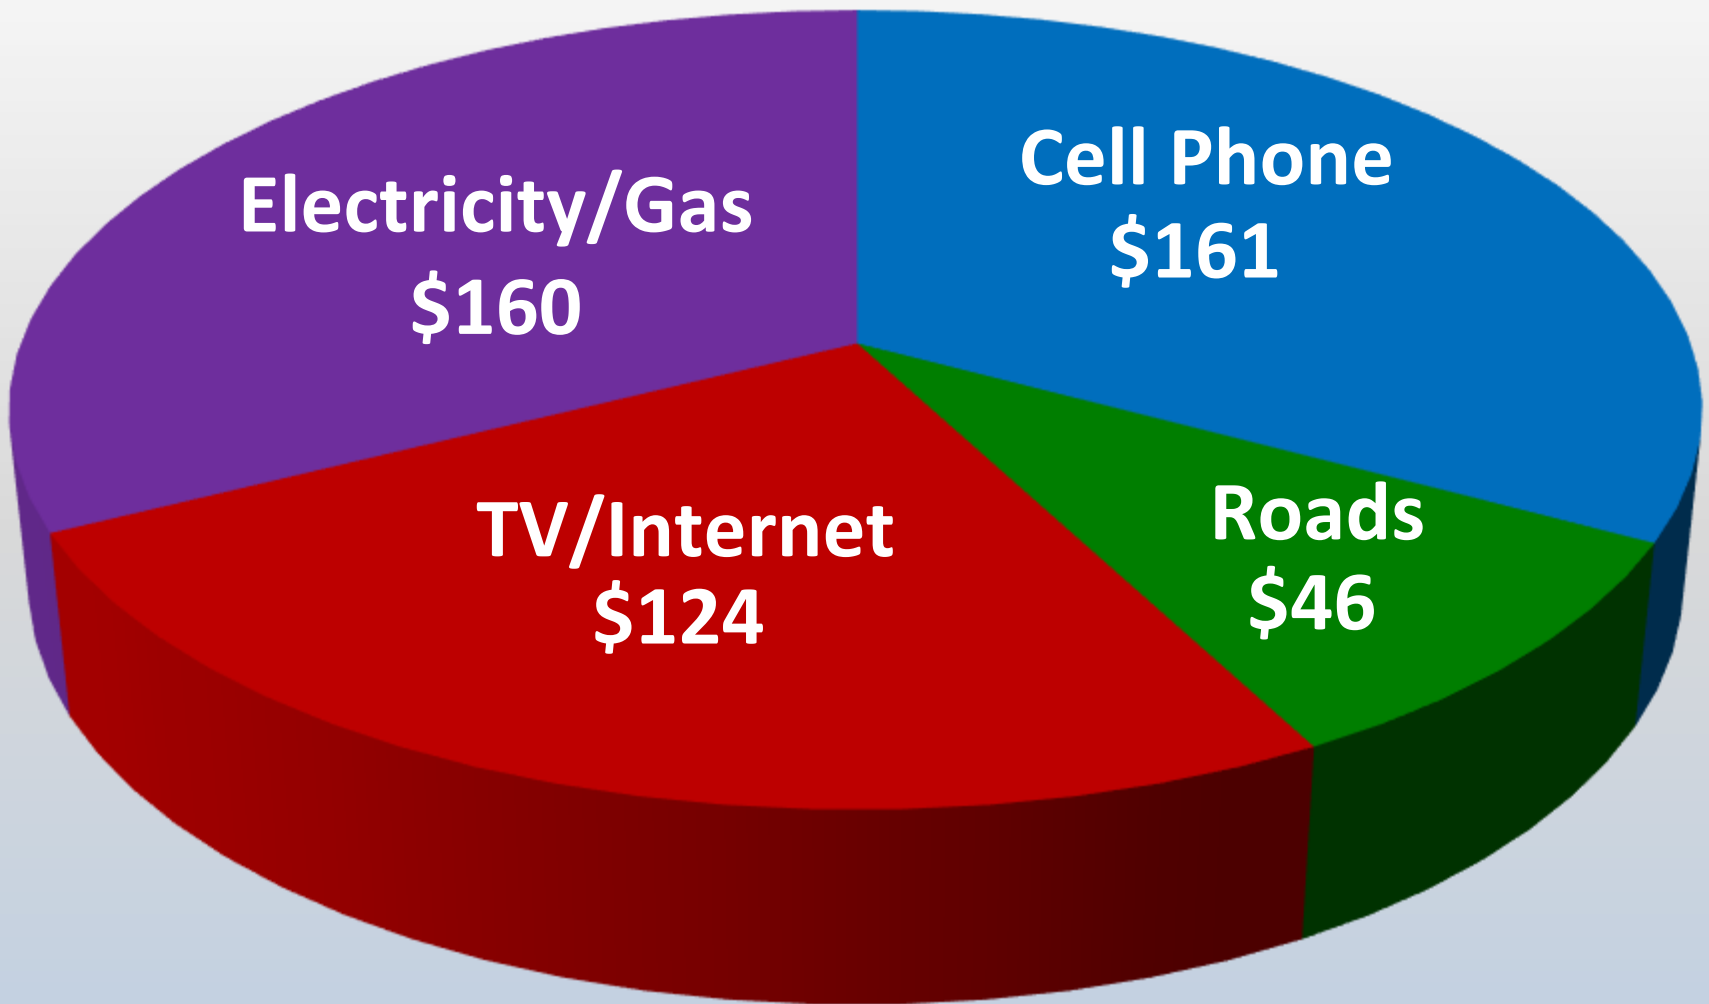 Electricity/Gas
$160
Cell Phone
$161
TV/Internet
$124
Roads
$46